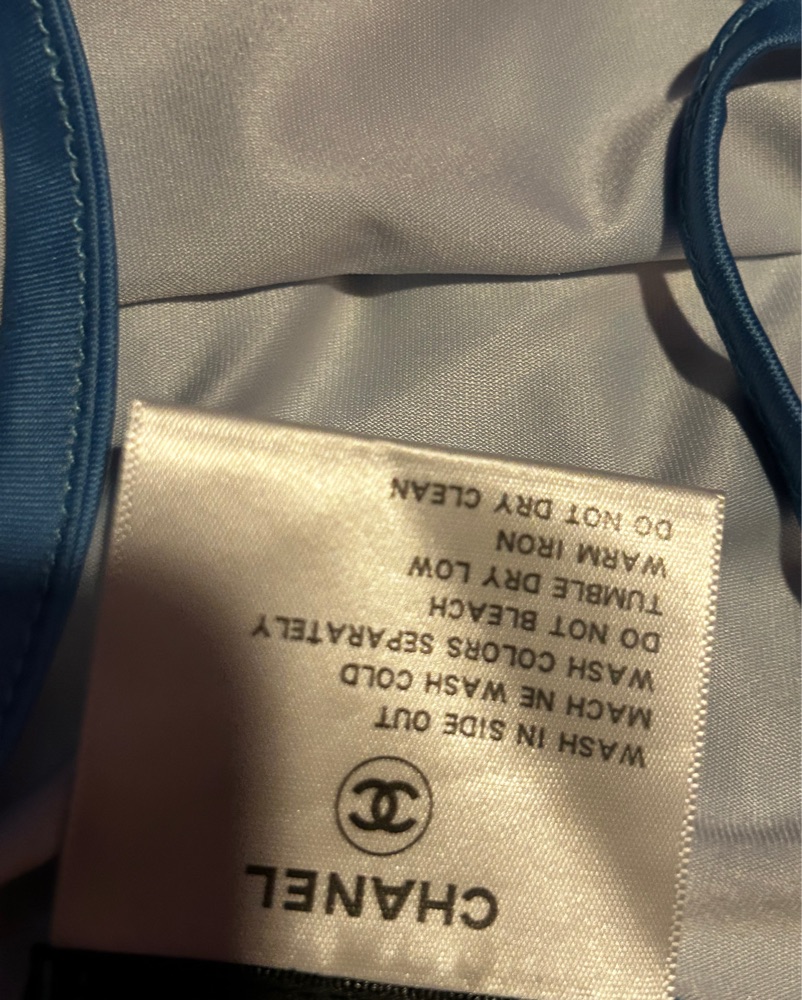 CHANEL
WASH IN SIDE OUT
MACH NE WASH COLD
WASH COLORS SEPARATELY
DO NOT BLEACH
TUMBLE DRY LOW
WARM IRON
DO NOT DRY CLEAN